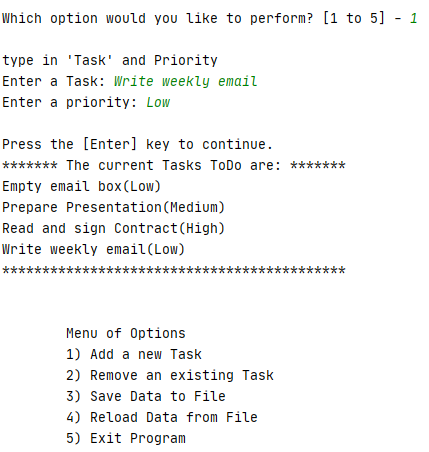 Which option would you like to perform? [1 to 5] - 1
type in 'Task' and Priority
Enter a Task: Write weekly email
Enter a priority: Low
Press the [Enter] key to continue.
******* The current Tasks ToDo are: *******
Empty email box(Low)
Prepare Presentation(Medium)
Read and sign Contract(High)
Write weekly email(Low)
*******************************************
Menu of Options
1) Add a new Task
2) Remove an existing Task
3) Save Data to File
4) Reload Data from File
5) Exit Program